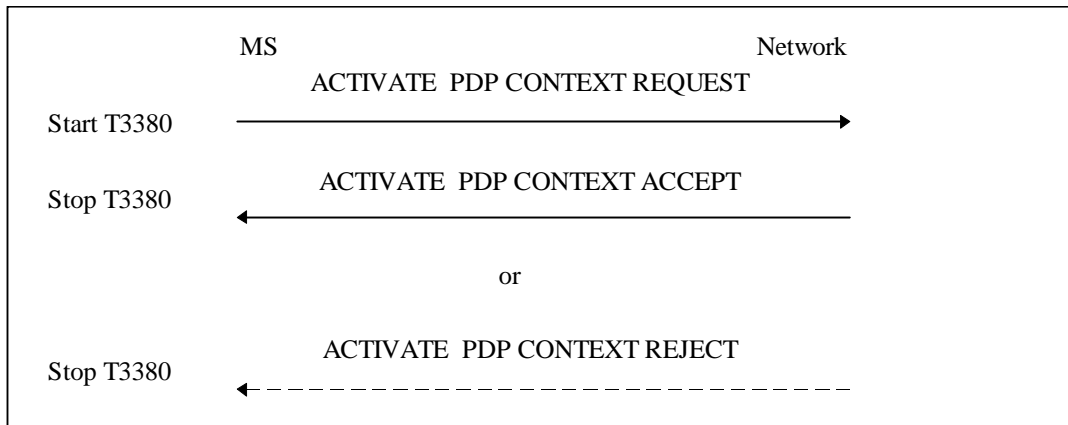 MS Network
ACTIVATE PDP CONTEXT REQUEST
Start T3380
ACTIVATE PDP CONTEXT ACCEPT
Stop T3380
or
ACTIVATE PDP CONTEXT REJECT
Stop T3380